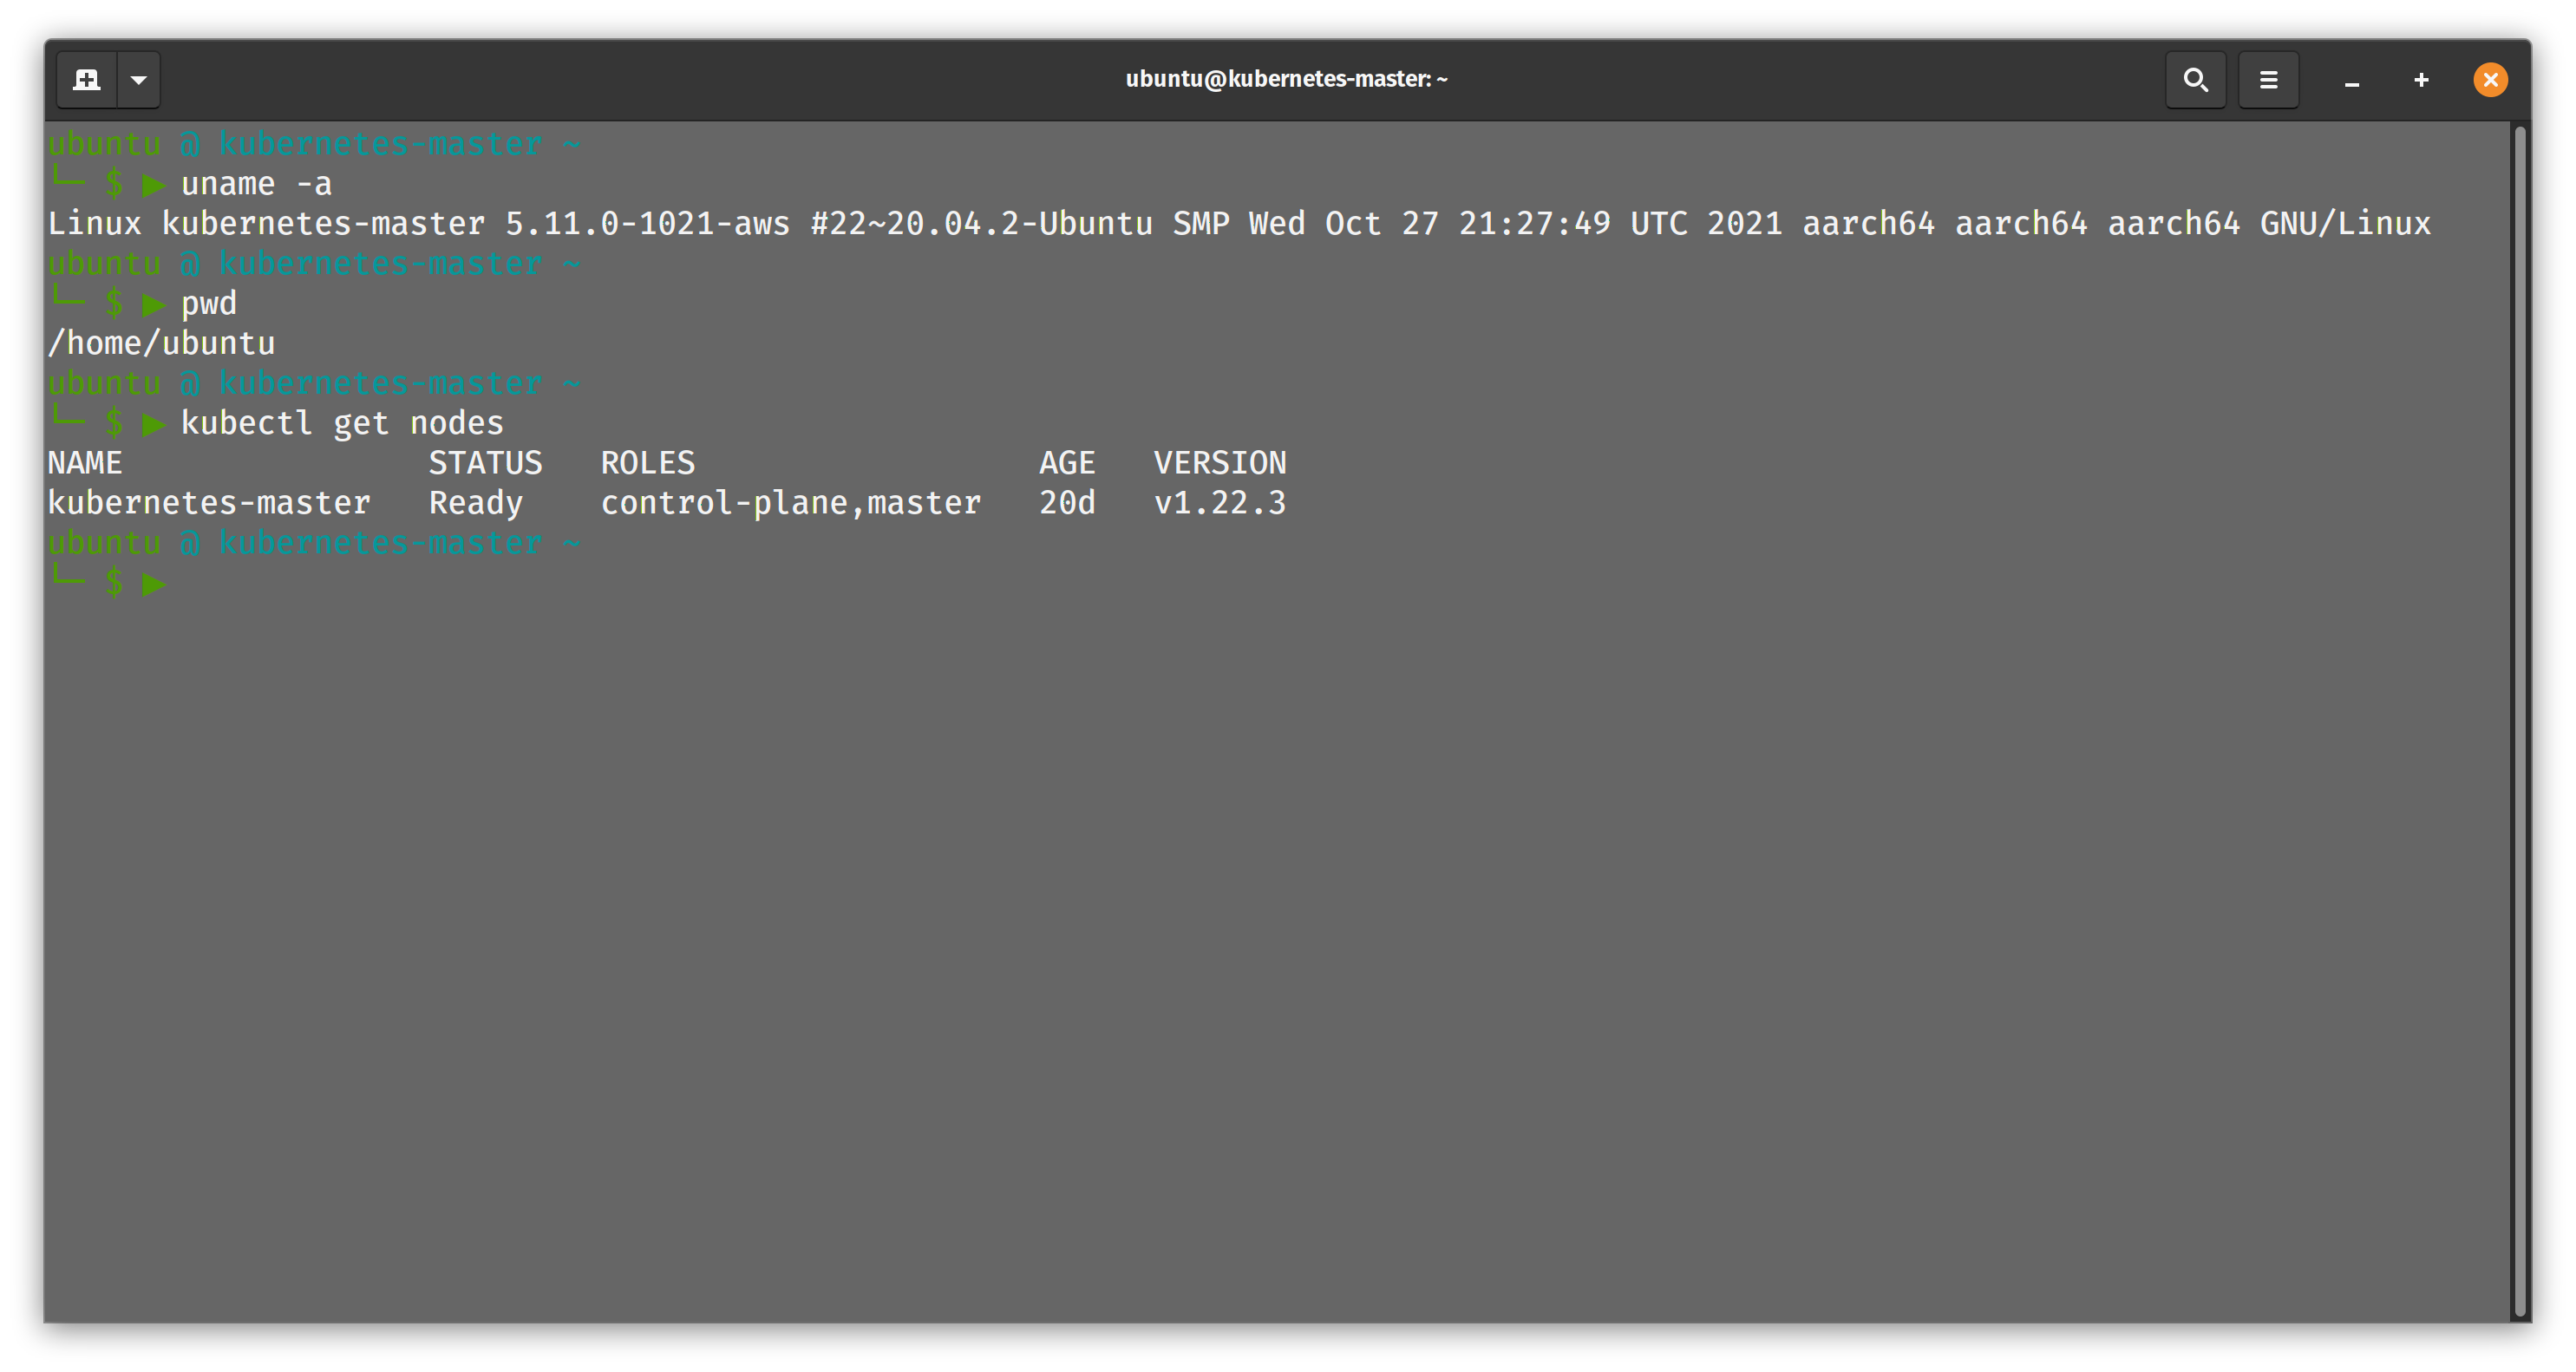 ubuntu@kubernetes-master: ~
ubuntu @ kubernetes-master ~
└─ $ ▶ uname -a
Linux kubernetes-master 5.11.0-1021-aws #22~20.04.2-Ubuntu SMP Wed Oct 27 21:27:49 UTC 2021 aarch64 aarch64 aarch64 GNU/Linux
ubuntu @ kubernetes-master ~
└─ $ ▶ pwd
/home/ubuntu
ubuntu @ kubernetes-master ~
└─ $ ▶ kubectl get nodes
NAME                STATUS   ROLES                  AGE   VERSION
kubernetes-master   Ready    control-plane,master   20d   v1.22.3
ubuntu @ kubernetes-master ~
└─ $ ▶